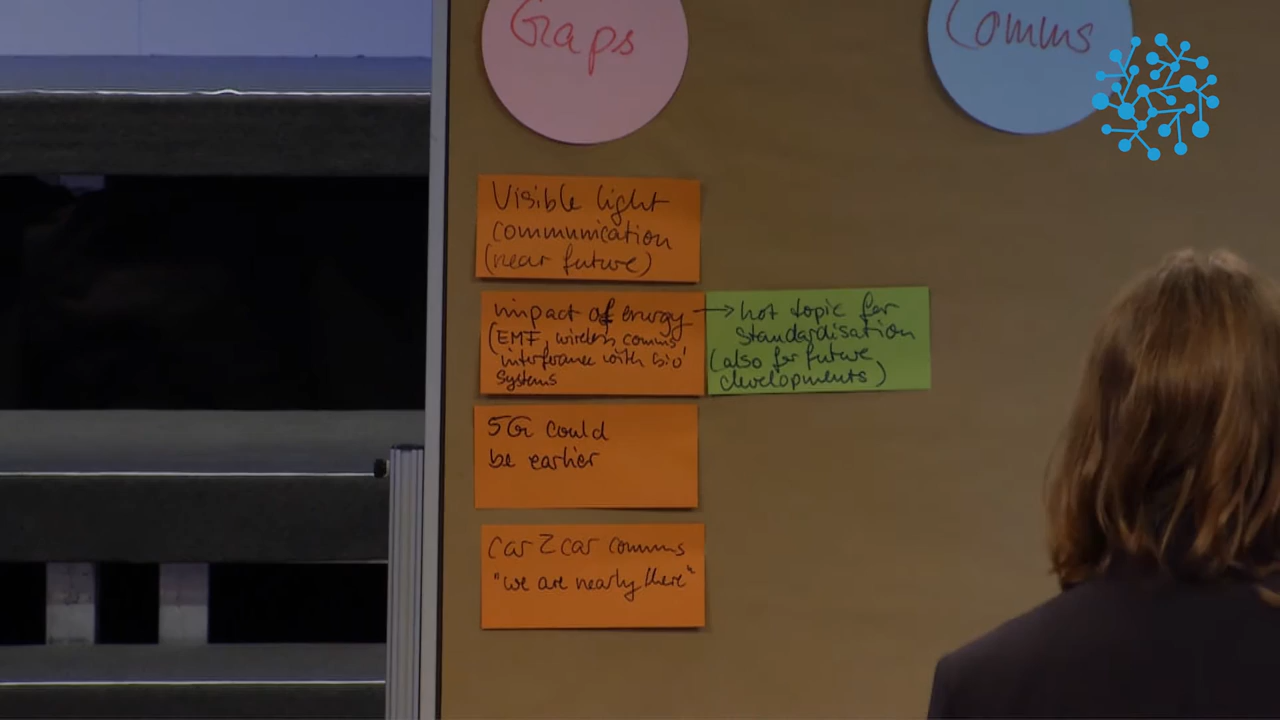 Gaps
Comms
Visible light
communication
(near future)
impact of energy
(EMF, wireless comms
interferance with bio'
Systems
→ hot topic for
standardisation
(also for future
developments)
5G could
be earlier
Car 2 car comms
"we are nearly there"